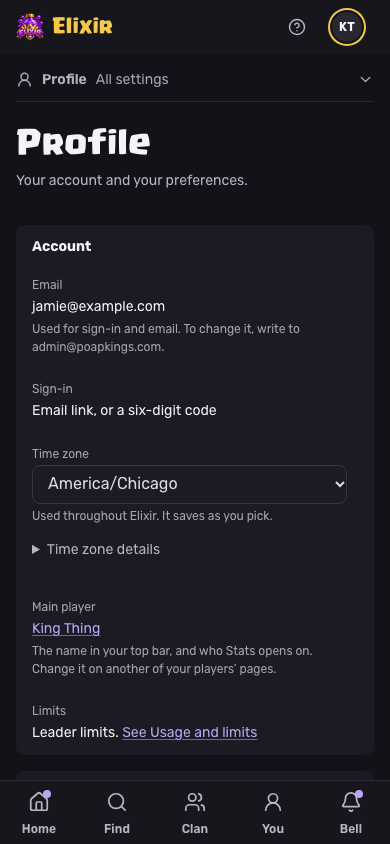 Elixir
KT
Profile All settings
Profile
Your account and your preferences.
Account
Email
jamie@example.com
Used for sign-in and email. To change it, write to
admin@poapkings.com.
Sign-in
Email link, or a six-digit code
Time zone
America/Chicago
Used throughout Elixir. It saves as you pick.
Time zone details
Main player
King Thing
The name in your top bar, and who Stats opens on.
Change it on another of your players’ pages.
Limits
Leader limits. See Usage and limits
Home Find Clan You Bell